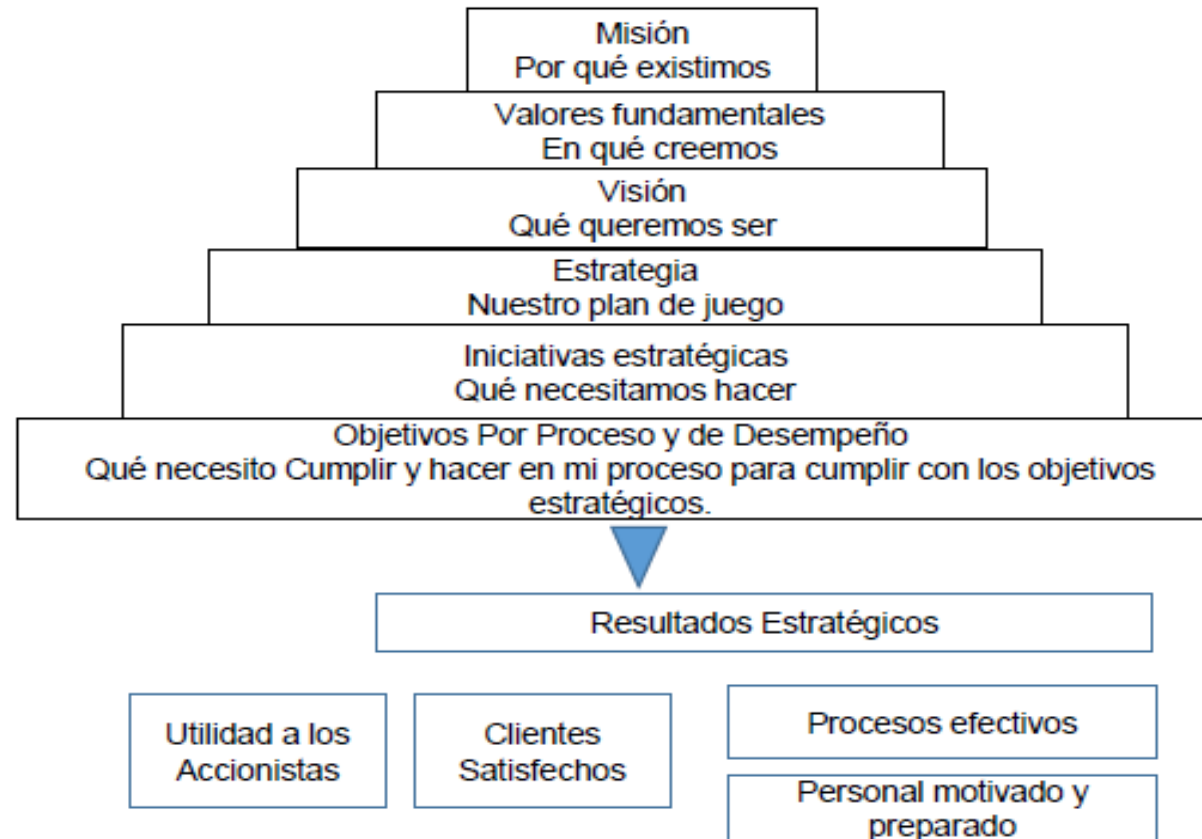 Misión
Por qué existimos
Valores fundamentales
En qué creemos
Visión
Qué queremos ser
Estrategia
Nuestro plan de juego
Iniciativas estratégicas
Qué necesitamos hacer
Objetivos Por Proceso y de Desempeño
Qué necesito Cumplir y hacer en mi proceso para cumplir con los objetivos
estratégicos.
Resultados Estratégicos
Utilidad a los
Accionistas
Clientes
Satisfechos
Procesos efectivos
Personal motivado y
preparado